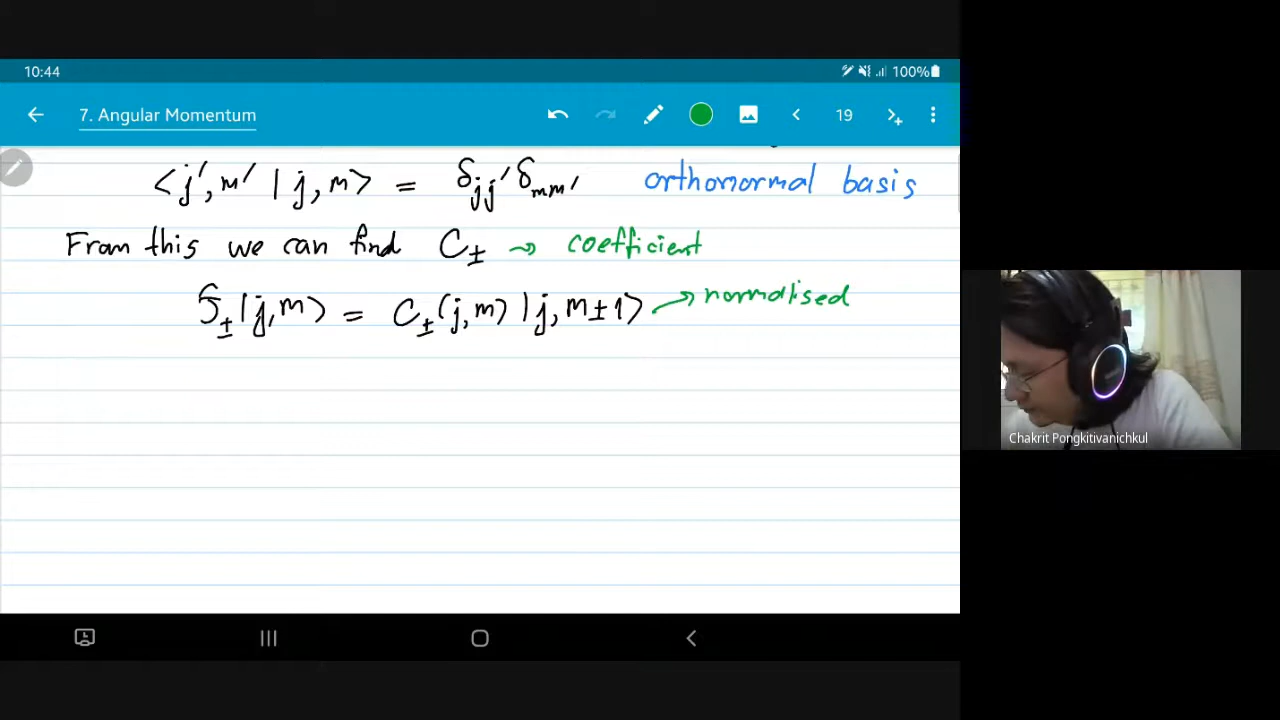 10:44 100%
7. Angular Momentum 19
<j′, m′ | j, m> = δjj′ δmm′ orthonormal basis
From this we can find C± → coefficient
J± | j, m > = C± (j, m) | j, m±1 > → normalised
Chakrit Pongkitivanichkul